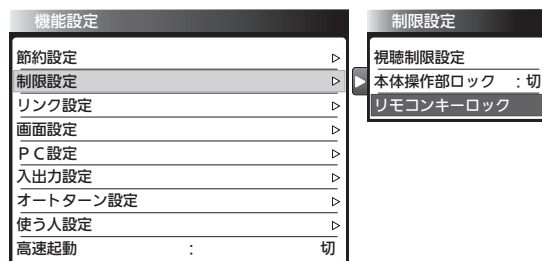 機能設定
節約設定
制限設定
リンク設定
画面設定
ＰＣ設定
入出力設定
オートターン設定
使う人設定
高速起動 : 切
制限設定
視聴制限設定
本体操作部ロック :切
リモコンキーロック